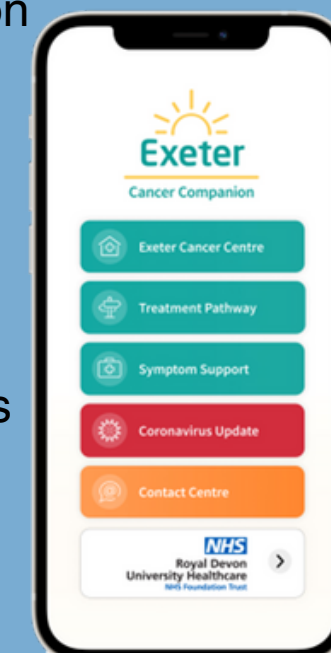 on
Exeter
Cancer Companion
Exeter Cancer Centre
Treatment Pathway
Symptom Support
s
Coronavirus Update
Contact Centre
NHS
Royal Devon
University Healthcare
NHS Foundation Trust